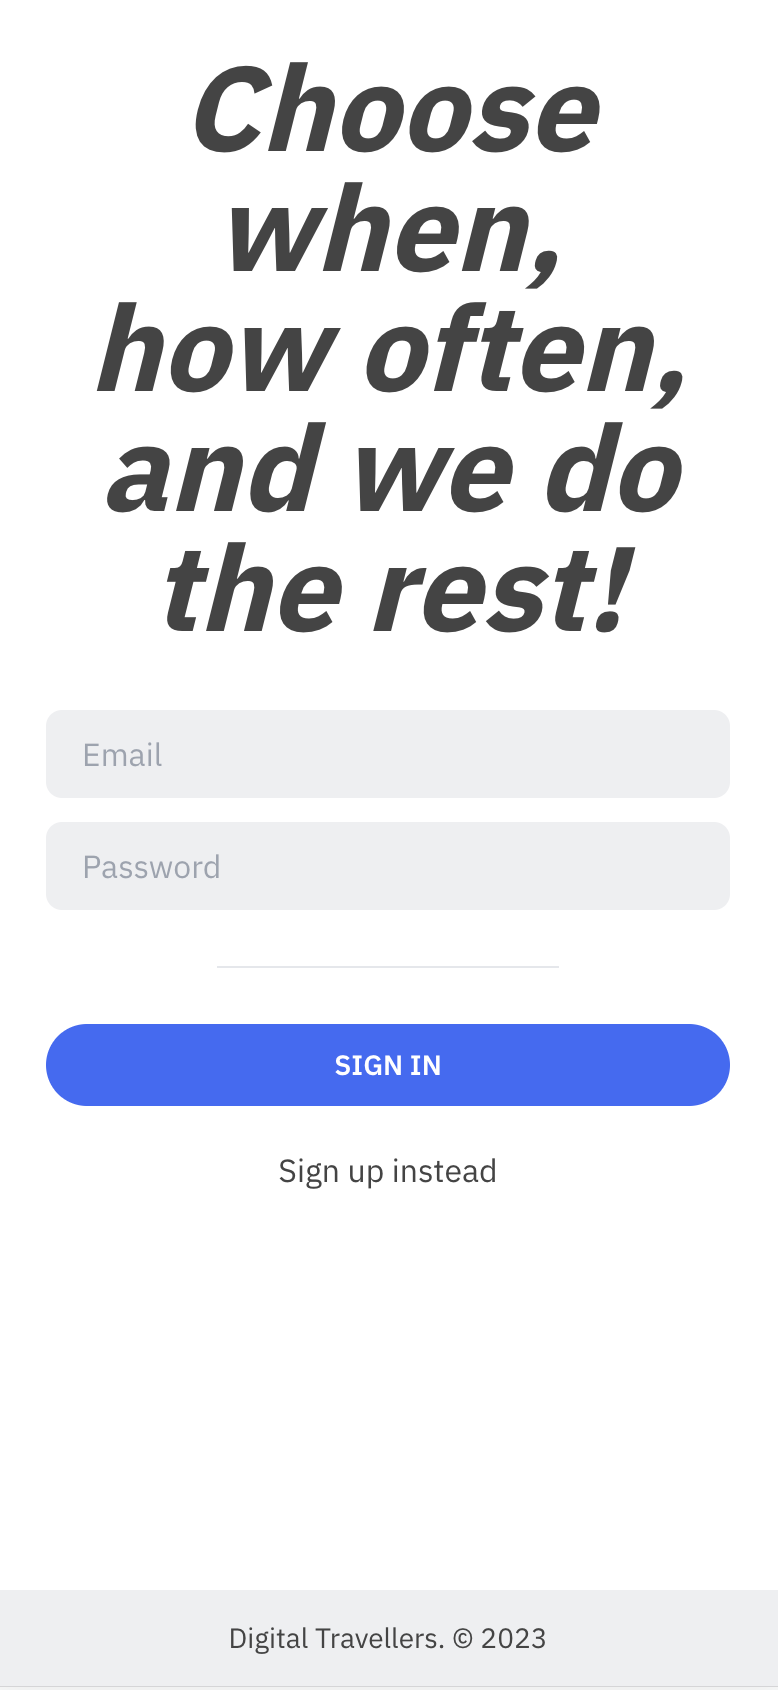 Choose
when,
how often,
and we do
the rest!
Email
Password
SIGN IN
Sign up instead
Digital Travellers. © 2023